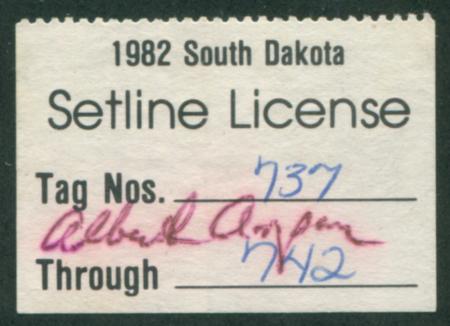 1982 South Dakota
Setline License
Tag Nos. 737
Albert
Through 742